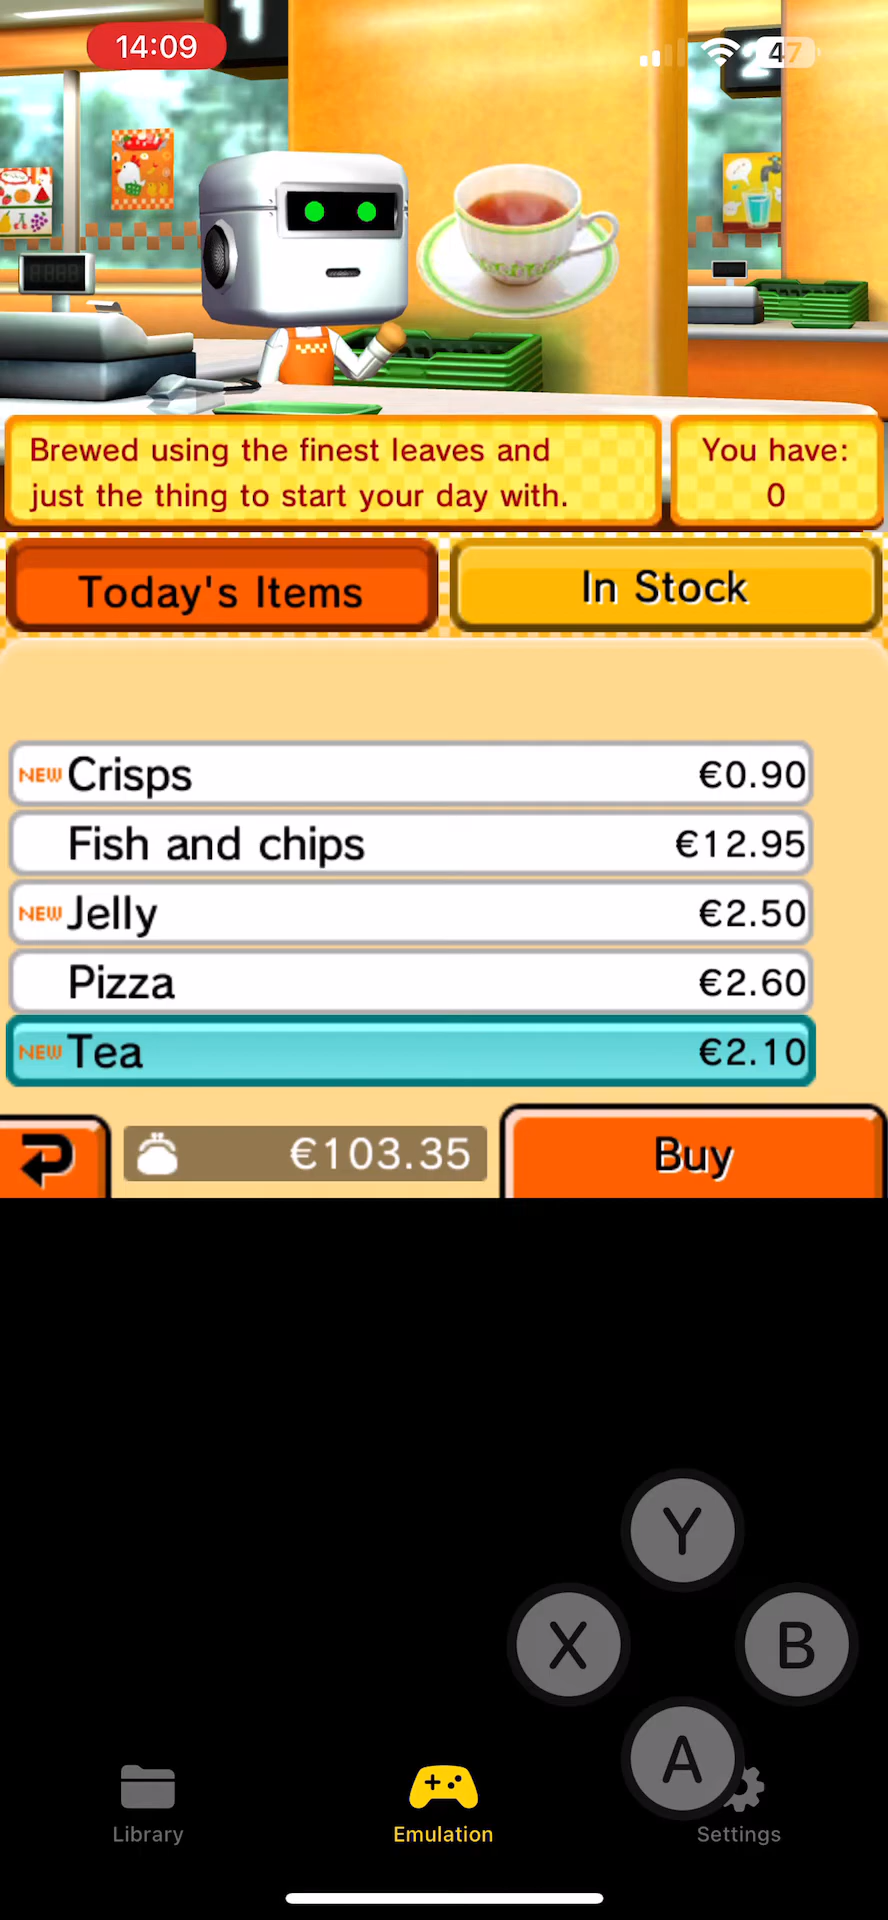 1
14:09
47
2
Brewed using the finest leaves and
just the thing to start your day with.
You have:
0
Today's Items
In Stock
NEW Crisps €0.90
Fish and chips €12.95
NEW Jelly €2.50
Pizza €2.60
NEW Tea €2.10
€103.35
Buy
Y
X
B
A
Library
Emulation
Settings